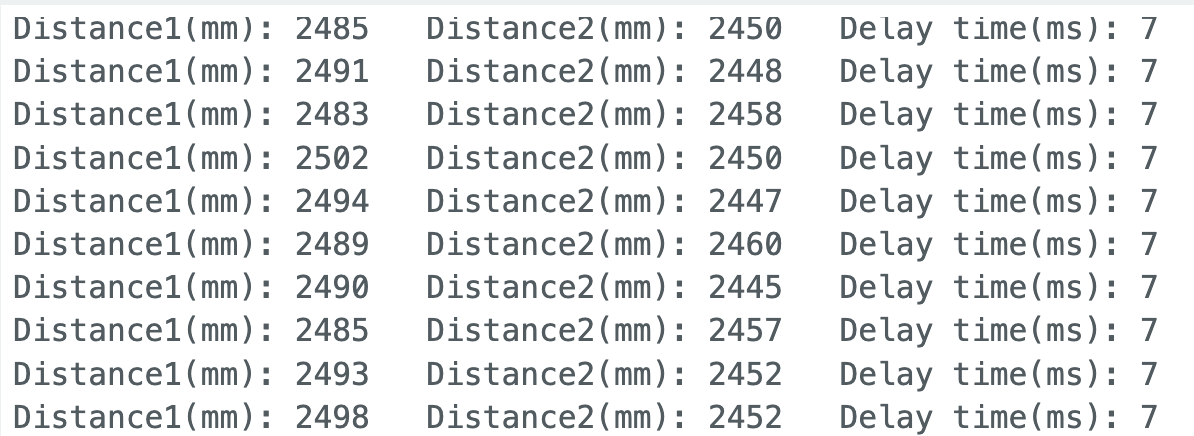 Distance1(mm): 2485   Distance2(mm): 2450   Delay time(ms): 7
Distance1(mm): 2491   Distance2(mm): 2448   Delay time(ms): 7
Distance1(mm): 2483   Distance2(mm): 2458   Delay time(ms): 7
Distance1(mm): 2502   Distance2(mm): 2450   Delay time(ms): 7
Distance1(mm): 2494   Distance2(mm): 2447   Delay time(ms): 7
Distance1(mm): 2489   Distance2(mm): 2460   Delay time(ms): 7
Distance1(mm): 2490   Distance2(mm): 2445   Delay time(ms): 7
Distance1(mm): 2485   Distance2(mm): 2457   Delay time(ms): 7
Distance1(mm): 2493   Distance2(mm): 2452   Delay time(ms): 7
Distance1(mm): 2498   Distance2(mm): 2452   Delay time(ms): 7